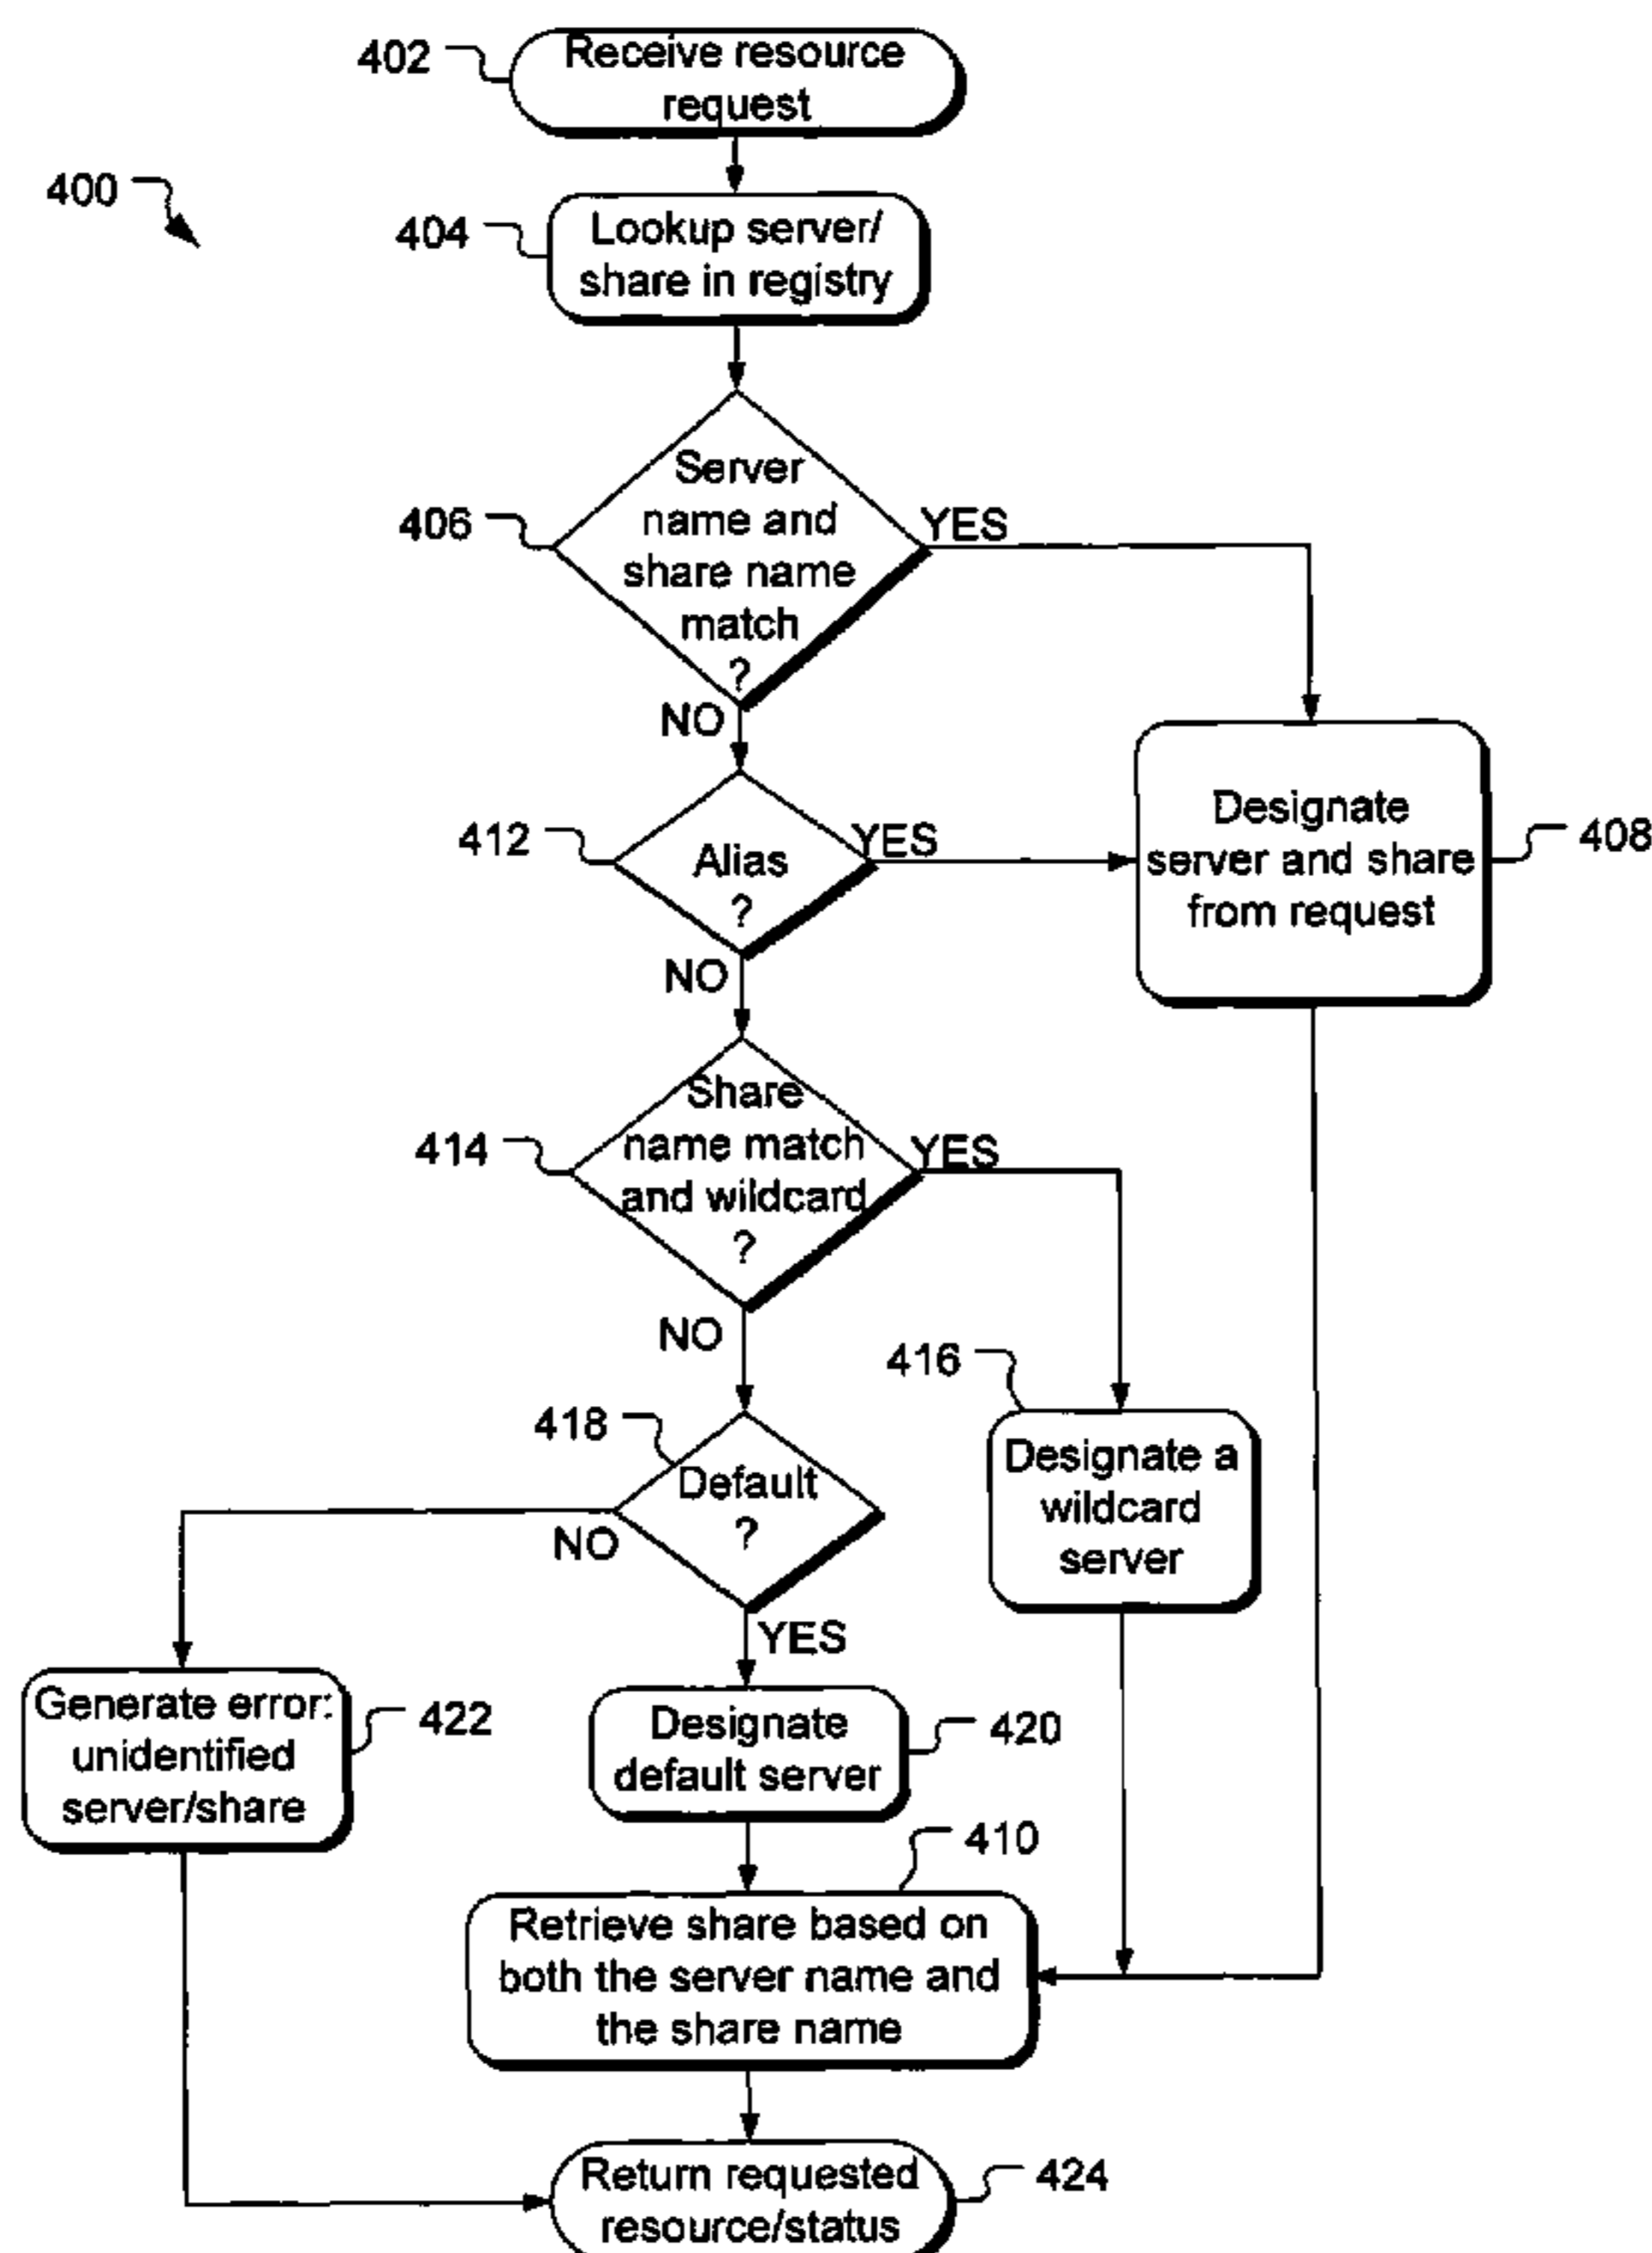 402
Receive resource
request
400
404
Lookup server/
share in registry
406
Server
name and
share name
match
?
YES
NO
412
Alias
?
YES
NO
Designate
server and share
from request
408
414
Share
name match
and wildcard
?
YES
NO
416
Designate a
wildcard
server
418
Default
?
NO
YES
Generate error:
unidentified
server/share
422
Designate
default server
420
410
Retrieve share based on
both the server name and
the share name
Return requested
resource/status
424